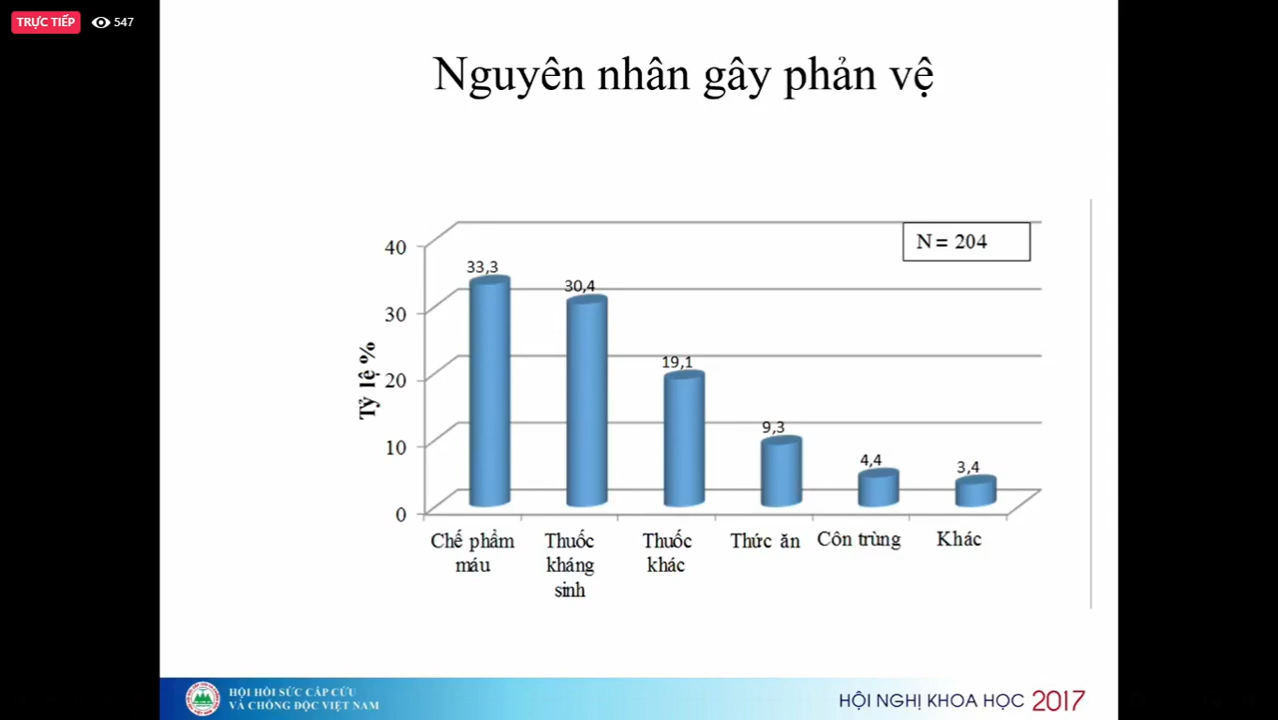 TRỰC TIẾP 547
Nguyên nhân gây phản vệ
N = 204
Tỷ lệ %
40
30
20
10
0
33,3
30,4
19,1
9,3
4,4
3,4
Chế phẩm
máu
Thuốc
kháng
sinh
Thuốc
khác
Thức ăn
Côn trùng
Khác
HỘI HỒI SỨC CẤP CỨU
VÀ CHỐNG ĐỘC VIỆT NAM
HỘI NGHỊ KHOA HỌC 2017